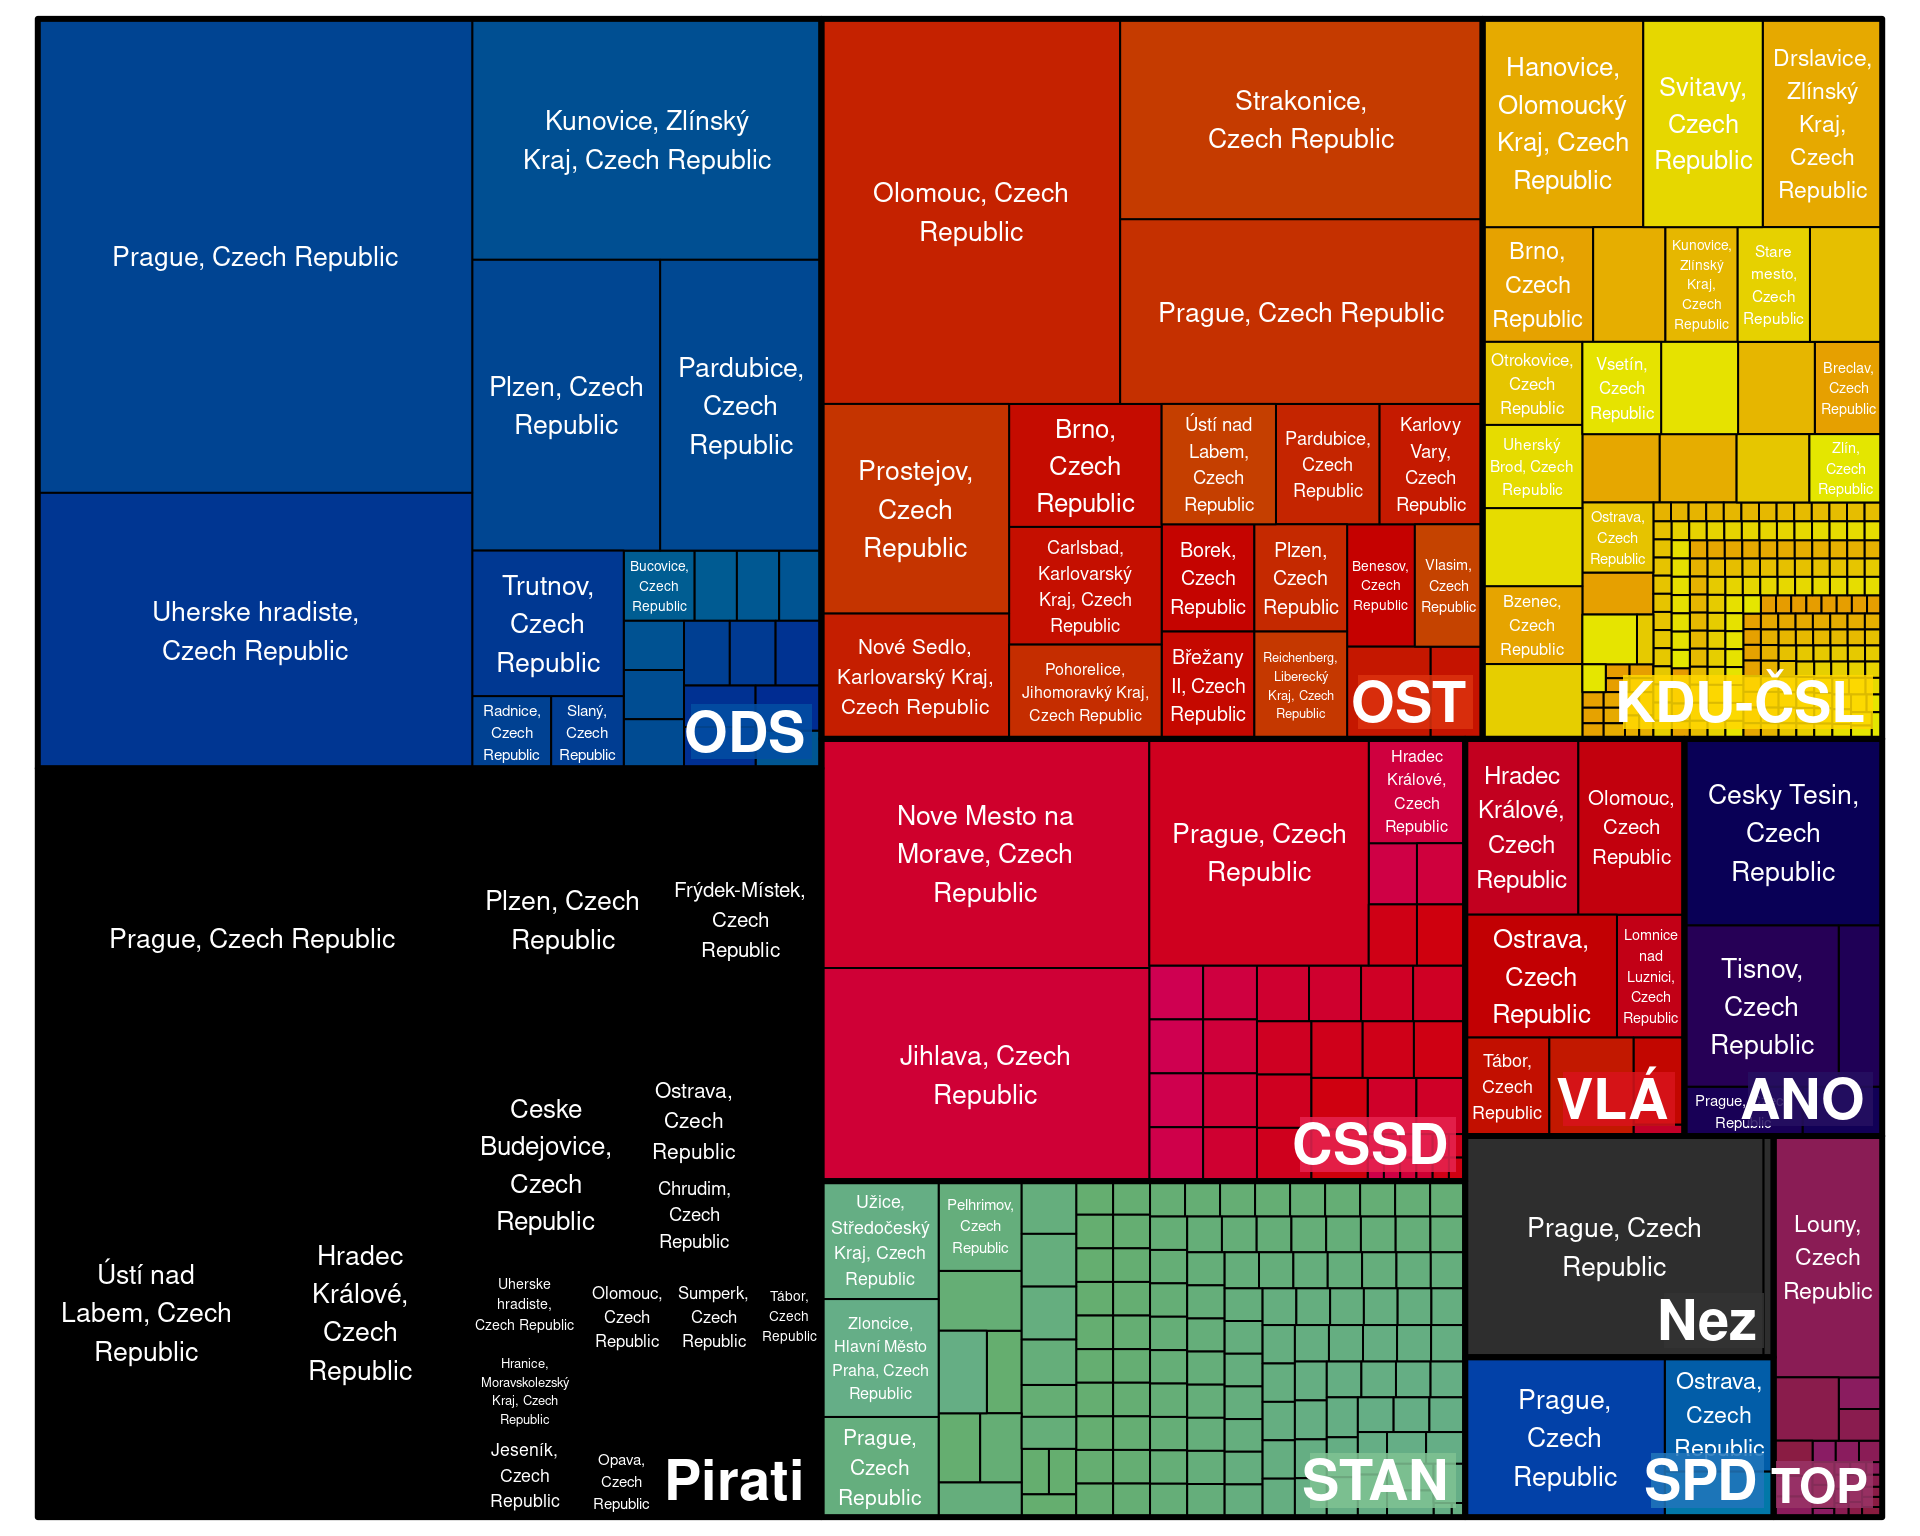 Prague, Czech Republic
Kunovice, Zlínský
Kraj, Czech Republic
Plzen, Czech
Republic
Pardubice,
Czech
Republic
Uherske hradiste,
Czech Republic
Trutnov,
Czech
Republic
Bucovice,
Czech
Republic
Radnice,
Czech
Republic
Slaný,
Czech
Republic
ODS
Olomouc, Czech
Republic
Strakonice,
Czech Republic
Prague, Czech Republic
Prostejov,
Czech
Republic
Brno,
Czech
Republic
Ústí nad
Labem,
Czech
Republic
Pardubice,
Czech
Republic
Karlovy
Vary,
Czech
Republic
Carlsbad,
Karlovarský
Kraj, Czech
Republic
Borek,
Czech
Republic
Plzen,
Czech
Republic
Benesov,
Czech
Republic
Vlasim,
Czech
Republic
Nové Sedlo,
Karlovarský Kraj,
Czech Republic
Pohorelice,
Jihomoravký Kraj,
Czech Republic
Břežany
II, Czech
Republic
Reichenberg,
Liberecký
Kraj, Czech
Republic
OST
Hanovice,
Olomoucký
Kraj, Czech
Republic
Svitavy,
Czech
Republic
Drslavice,
Zlínský
Kraj,
Czech
Republic
Brno,
Czech
Republic
Kunovice,
Zlínský
Kraj,
Czech
Republic
Stare
mesto,
Czech
Republic
Otrokovice,
Czech
Republic
Vsetín,
Czech
Republic
Breclav,
Czech
Republic
Uherský
Brod, Czech
Republic
Zlín,
Czech
Republic
Ostrava,
Czech
Republic
Bzenec,
Czech
Republic
KDU-ČSL
Prague, Czech Republic
Plzen, Czech
Republic
Frýdek-Místek,
Czech
Republic
Ceske
Budejovice,
Czech
Republic
Ostrava,
Czech
Republic
Chrudim,
Czech
Republic
Ústí nad
Labem, Czech
Republic
Hradec
Králové,
Czech
Republic
Uherske
hradiste,
Czech Republic
Olomouc,
Czech
Republic
Sumperk,
Czech
Republic
Tábor,
Czech
Republic
Hranice,
Moravskolezský
Kraj, Czech
Republic
Jeseník,
Czech
Republic
Opava,
Czech
Republic
Pirati
Nove Mesto na
Morave, Czech
Republic
Prague, Czech
Republic
Hradec
Králové,
Czech
Republic
Jihlava, Czech
Republic
CSSD
Užice,
Středočeský
Kraj, Czech
Republic
Pelhrimov,
Czech
Republic
Zloncice,
Hlavní Město
Praha, Czech
Republic
Prague,
Czech
Republic
STAN
Hradec
Králové,
Czech
Republic
Olomouc,
Czech
Republic
Ostrava,
Czech
Republic
Lomnice
nad
Luznici,
Czech
Republic
Tábor,
Czech
Republic
VLÁ
Cesky Tesin,
Czech
Republic
Tisnov,
Czech
Republic
Prague,
Republic
ANO
Prague, Czech
Republic
Nez
Louny,
Czech
Republic
TOP
Prague,
Czech
Republic
Ostrava,
Czech
Republic
SPD